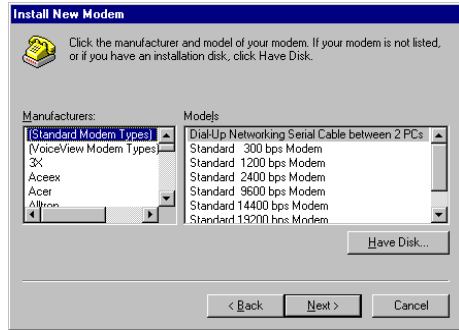 Install New Modem
Click the manufacturer and model of your modem. If your modem is not listed,
or if you have an installation disk, click Have Disk.
Manufacturers:
(Standard Modem Types)
(VoiceView Modem Types)
3X
Aceex
Acer
Alltron
Models
Dial-Up Networking Serial Cable between 2 PCs
Standard 300 bps Modem
Standard 1200 bps Modem
Standard 2400 bps Modem
Standard 9600 bps Modem
Standard 14400 bps Modem
Standard 19200 bps Modem
Have Disk...
< Back
Next >
Cancel